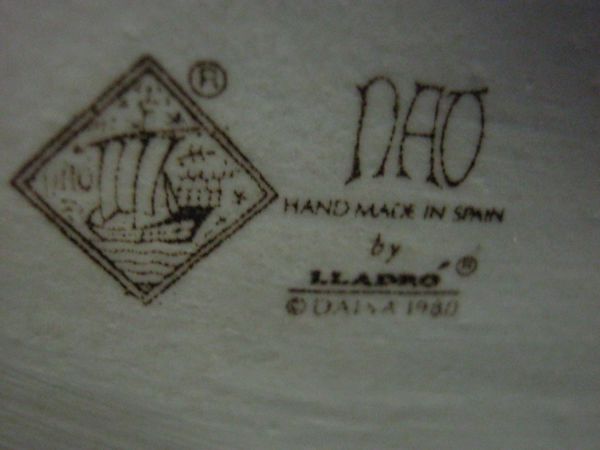 ®
NAO
NAO
HAND MADE IN SPAIN
by
LLADRÓ®
© DAISA 1980